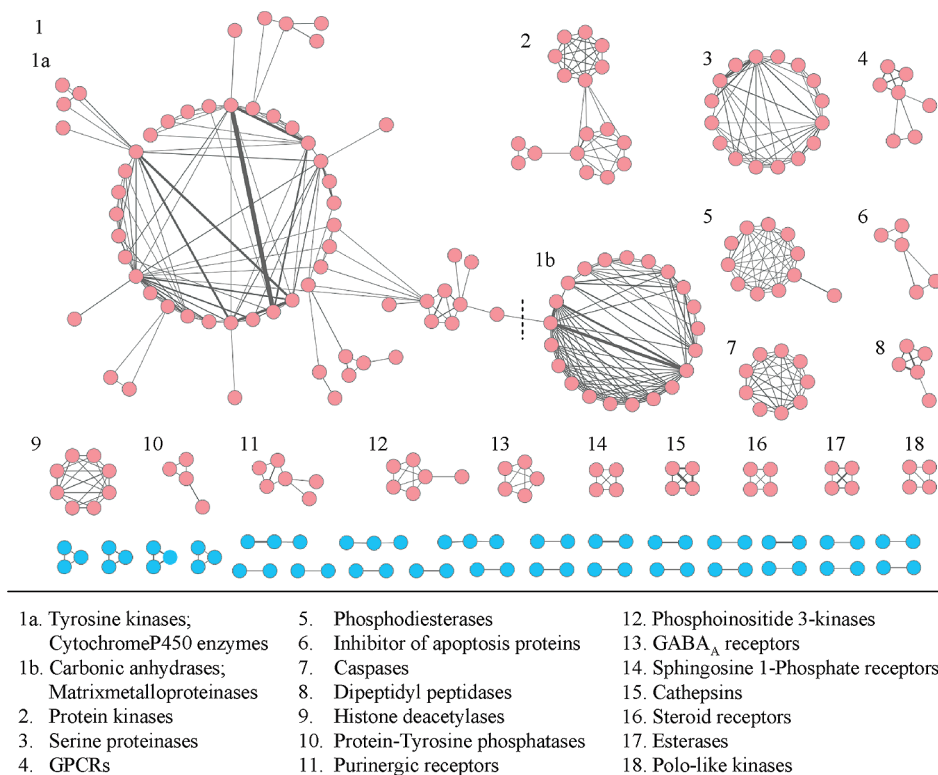 1
1a
2
3
4
5
6
1b
7
8
9
10
11
12
13
14
15
16
17
18
1a. Tyrosine kinases;
CytochromeP450 enzymes
1b. Carbonic anhydrases;
Matrixmetalloproteinases
2. Protein kinases
3. Serine proteinases
4. GPCRs
5. Phosphodiesterases
6. Inhibitor of apoptosis proteins
7. Caspases
8. Dipeptidyl peptidases
9. Histone deacetylases
10. Protein-Tyrosine phosphatases
11. Purinergic receptors
12. Phosphoinositide 3-kinases
13. GABA_A receptors
14. Sphingosine 1-Phosphate receptors
15. Cathepsins
16. Steroid receptors
17. Esterases
18. Polo-like kinases